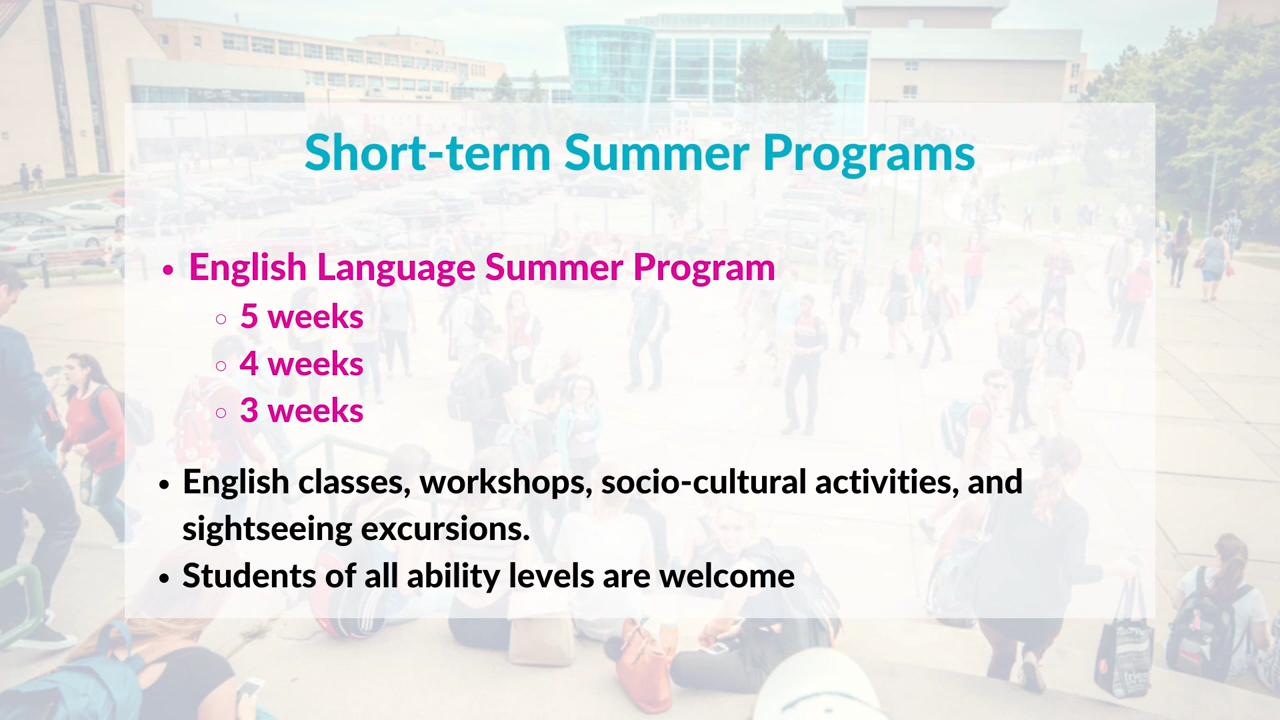 Short-term Summer Programs
• English Language Summer Program
○ 5 weeks
○ 4 weeks
○ 3 weeks
• English classes, workshops, socio-cultural activities, and
sightseeing excursions.
• Students of all ability levels are welcome